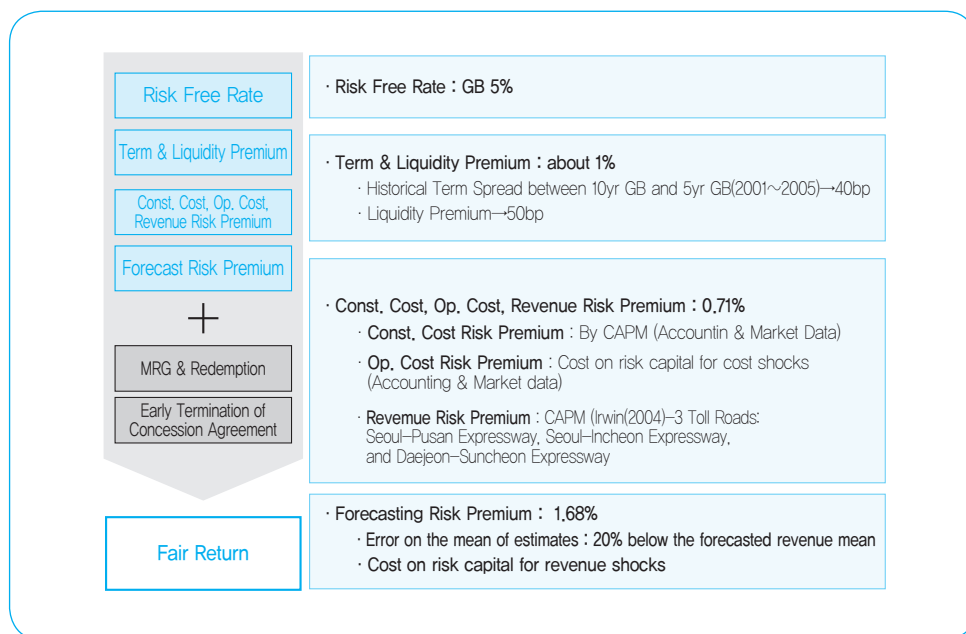 Risk Free Rate
Term & Liquidity Premium
Const. Cost, Op. Cost,
Revenue Risk Premium
Forecast Risk Premium
+
MRG & Redemption
Early Termination of
Concession Agreement
Fair Return
· Risk Free Rate : GB 5%
· Term & Liquidity Premium : about 1%
· Historical Term Spread between 10yr GB and 5yr GB(2001~2005)→40bp
· Liquidity Premium→50bp
· Const. Cost, Op. Cost, Revenue Risk Premium : 0.71%
· Const. Cost Risk Premium : By CAPM (Accountin & Market Data)
· Op. Cost Risk Premium : Cost on risk capital for cost shocks
(Accounting & Market data)
· Revemue Risk Premium : CAPM (Irwin(2004)-3 Toll Roads:
Seoul-Pusan Expressway, Seoul-Incheon Expressway,
and Daejeon-Suncheon Expressway
· Forecasting Risk Premium : 1.68%
· Error on the mean of estimates : 20% below the forecasted revenue mean
· Cost on risk capital for revenue shocks